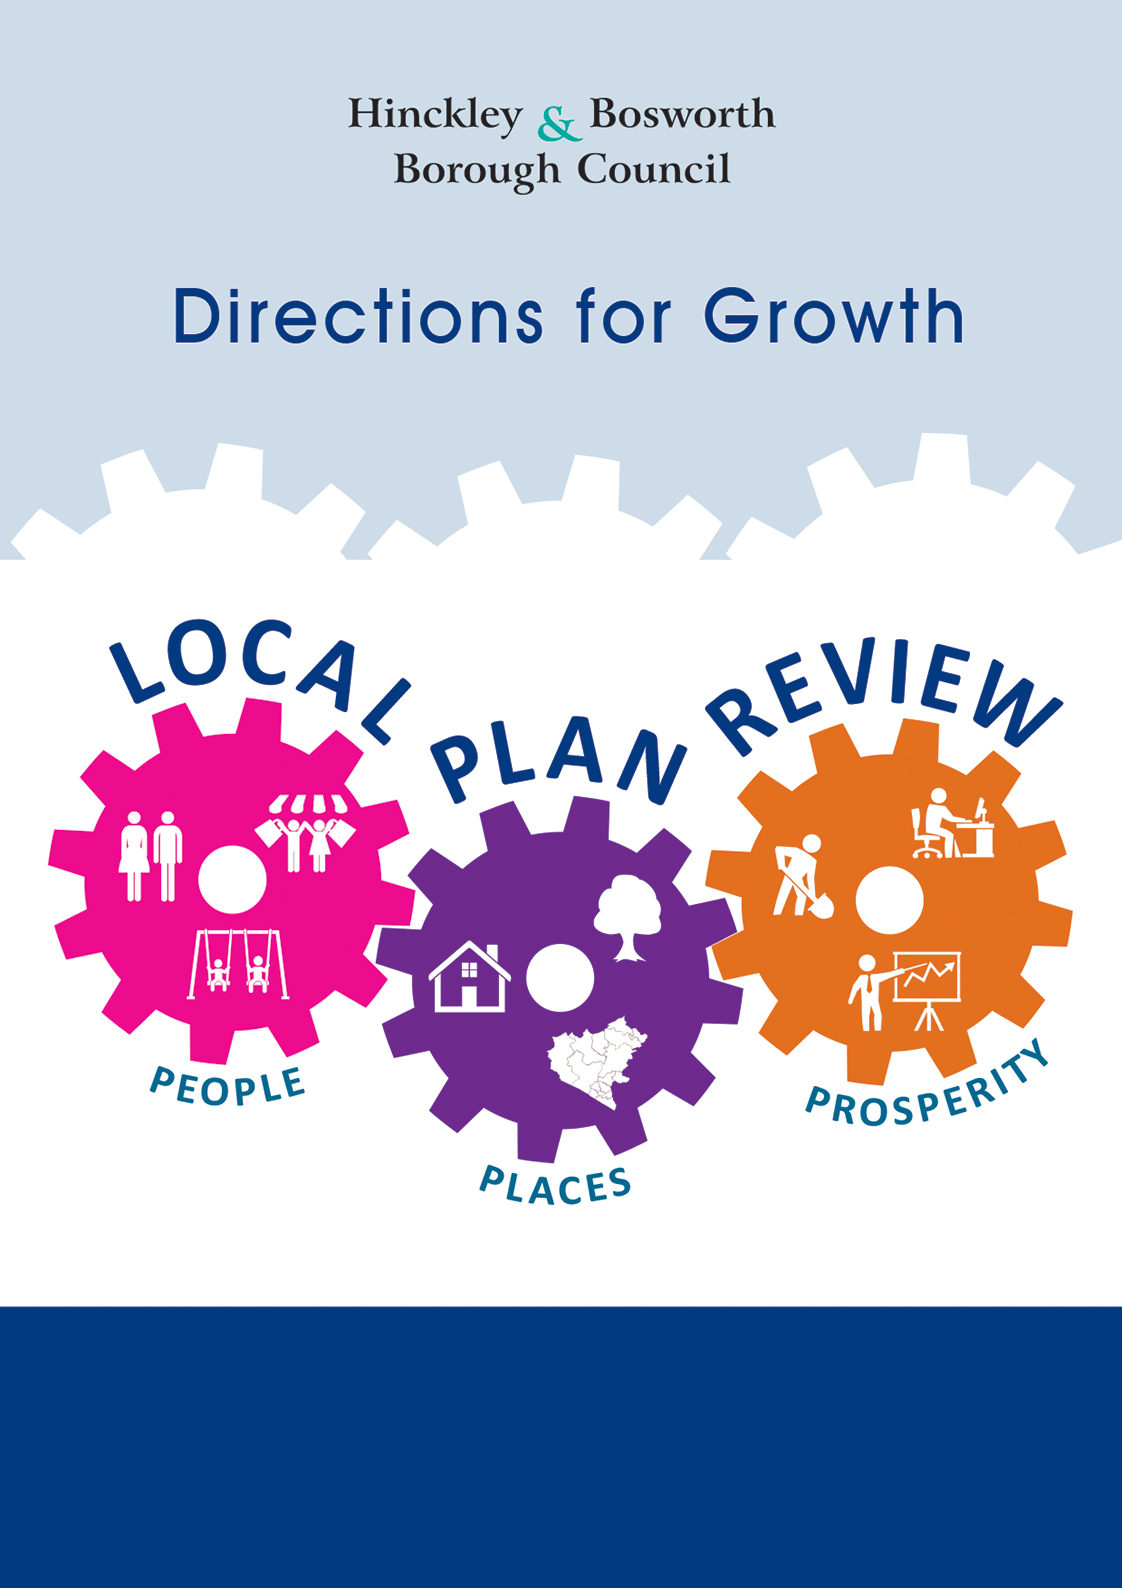 Hinckley & Bosworth
Borough Council
Directions for Growth
LOCAL PLAN REVIEW
PEOPLE
PLACES
PROSPERITY